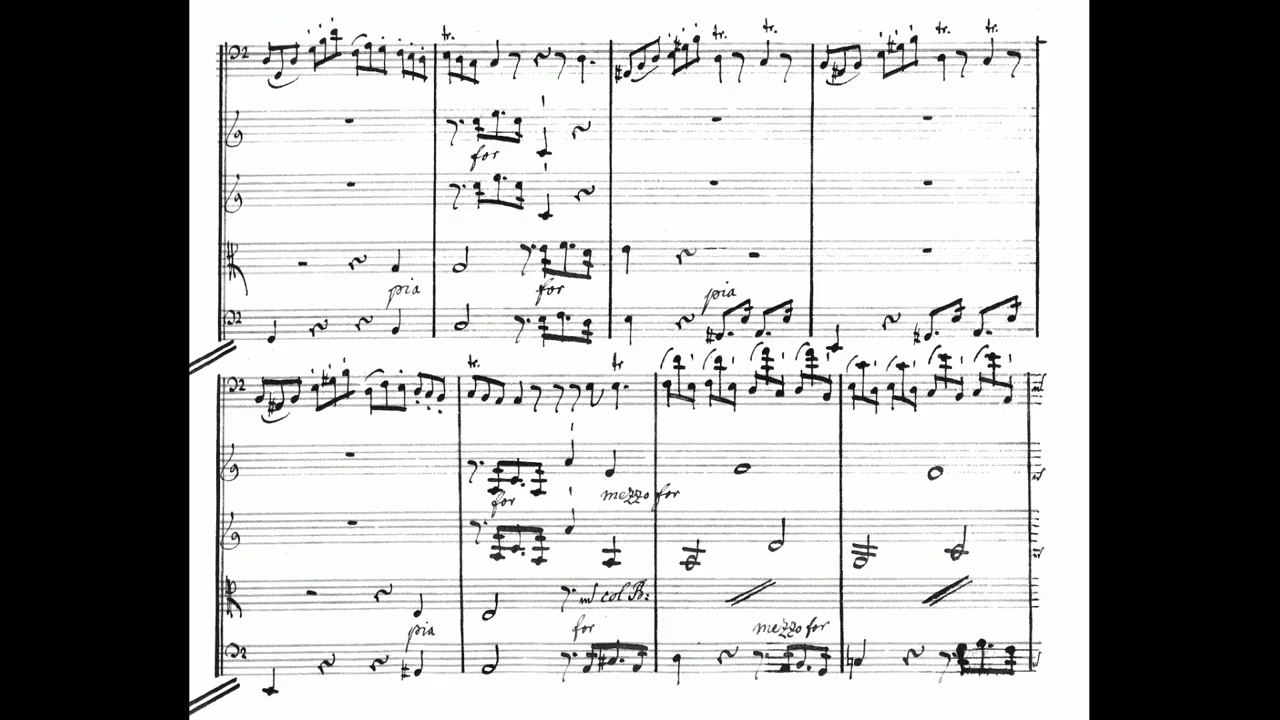 tr. tr. tr. tr. tr.
for
pia for pia
tr. tr.
for mezzo for
col B:
pia for mezzo for